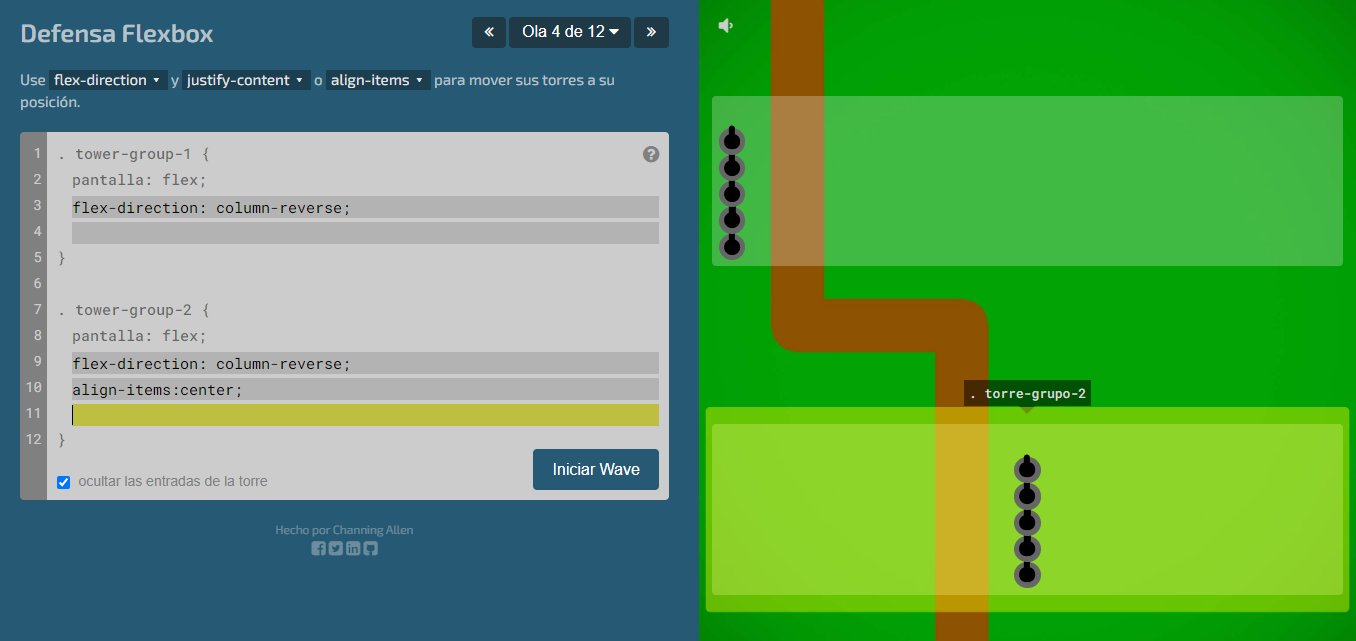 Defensa Flexbox
« Ola 4 de 12 »
Use flex-direction y justify-content o align-items para mover sus torres a su
posición.
1 . tower-group-1 {
2 pantalla: flex;
3 flex-direction: column-reverse;
4
5 }
6
7 . tower-group-2 {
8 pantalla: flex;
9 flex-direction: column-reverse;
10 align-items:center;
11
12 }
ocultar las entradas de la torre
Iniciar Wave
Hecho por Channing Allen
. torre-grupo-2